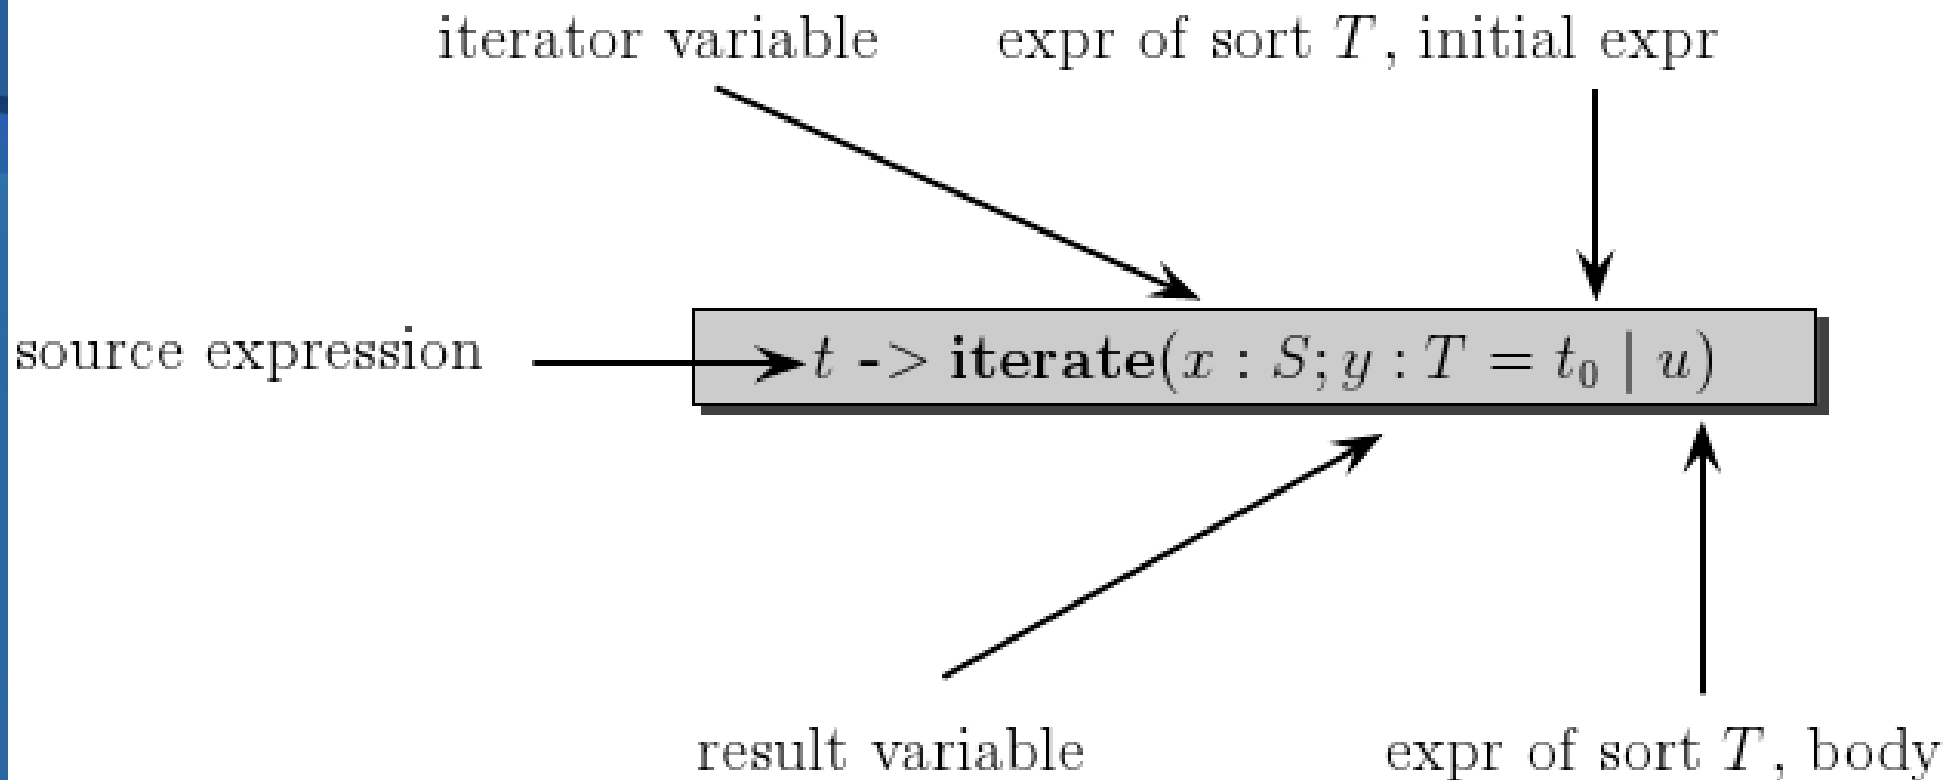 iterator variable
expr of sort T, initial expr
source expression
t -> iterate(x : S; y : T = t₀ | u)
result variable
expr of sort T, body